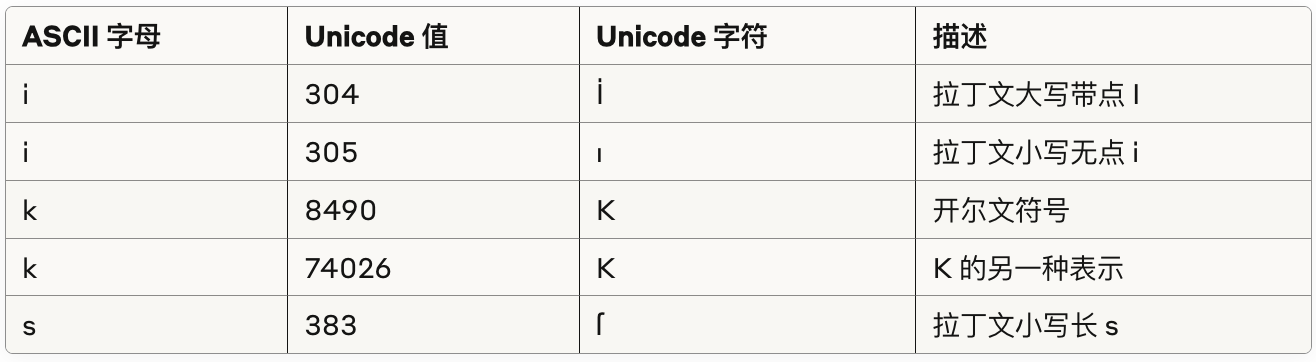 ASCII 字母 Unicode 值 Unicode 字符 描述
i 304 İ 拉丁文大写带点 I
i 305 ı 拉丁文小写无点 i
k 8490 K 开尔文符号
k 74026 K K 的另一种表示
s 383 ſ 拉丁文小写长 s